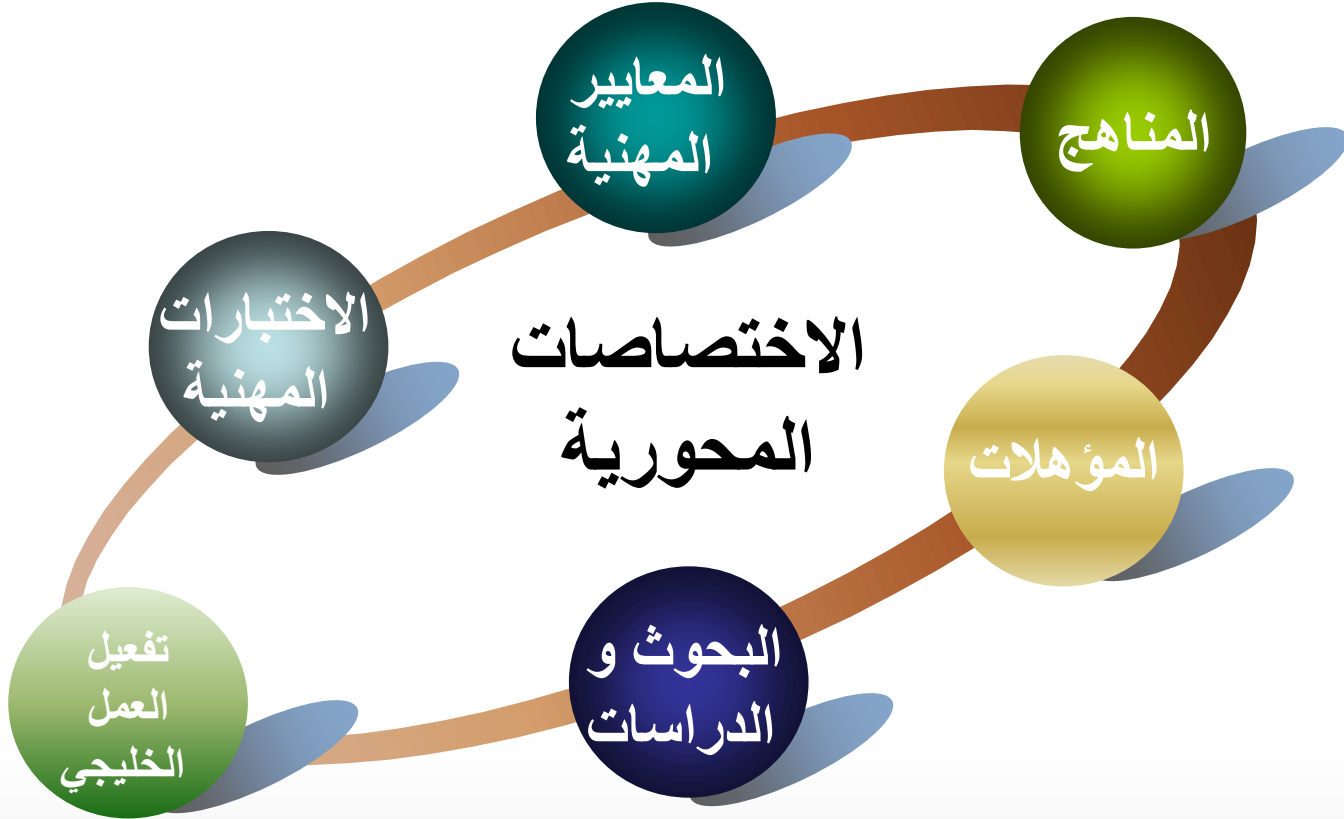 المعايير
المهنية
المناهج
الاختبارات
المهنية
الاختصاصات
المحورية
المؤهلات
البحوث و
الدراسات
تفعيل
العمل
الخليجي